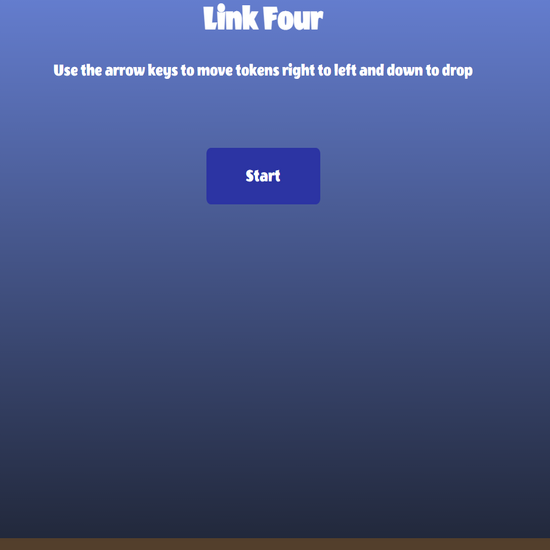 Link Four
Use the arrow keys to move tokens right to left and down to drop
Start